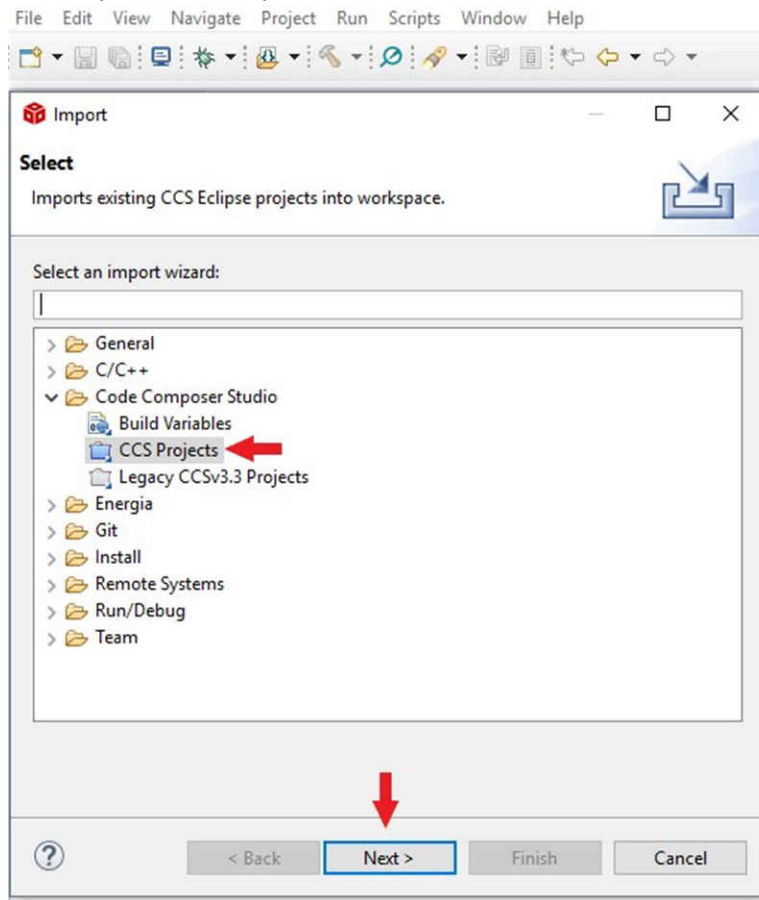 File Edit View Navigate Project Run Scripts Window Help
Import
Select
Imports existing CCS Eclipse projects into workspace.
Select an import wizard:
General
C/C++
Code Composer Studio
Build Variables
CCS Projects
Legacy CCSv3.3 Projects
Energia
Git
Install
Remote Systems
Run/Debug
Team
< Back Next > Finish Cancel